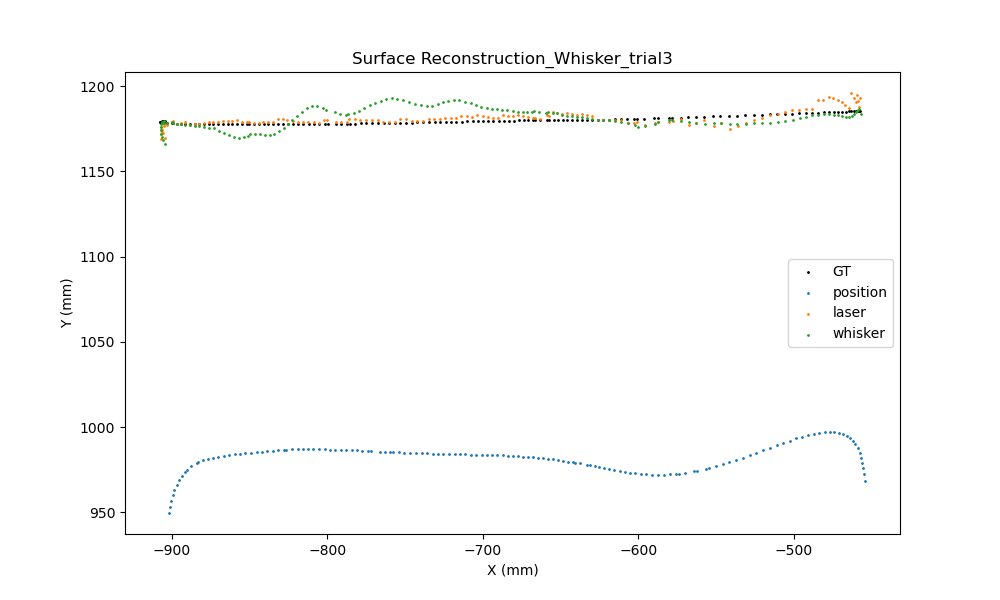 Surface Reconstruction_Whisker_trial3
1200
1150
1100
1050
1000
950
Y (mm)
GT
position
laser
whisker
−900
−800
−700
−600
−500
X (mm)